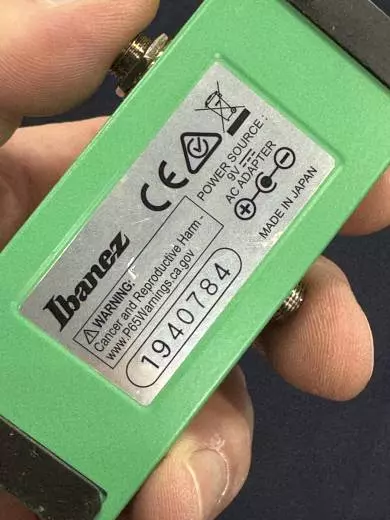 Ibanez
CE
POWER SOURCE :
9V
AC ADAPTER
MADE IN JAPAN
WARNING:
Cancer and Reproductive Harm -
www.P65Warnings.ca.gov
1940784